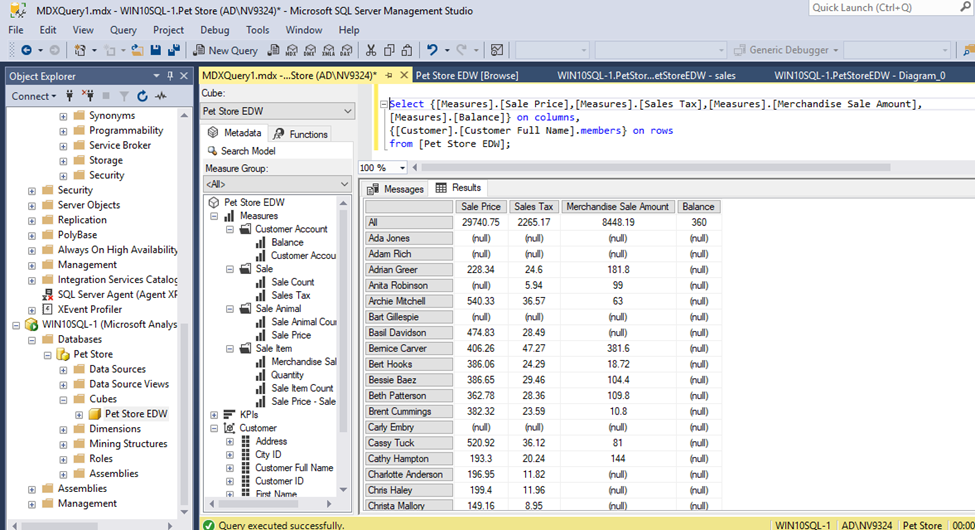 MDXQuery1.mdx - WIN10SQL-1.Pet Store (AD\NV9324)* - Microsoft SQL Server Management Studio
Quick Launch (Ctrl+Q)
File Edit View Query Project Debug Tools Window Help
New Query
MDX DMX XMLA DAX
Generic Debugger
Object Explorer
Connect
Synonyms
Programmability
Service Broker
Storage
Security
Security
Server Objects
Replication
PolyBase
Always On High Availability
Management
Integration Services Catalog
SQL Server Agent (Agent XP
XEvent Profiler
WIN10SQL-1 (Microsoft Analys
Databases
Pet Store
Data Sources
Data Source Views
Cubes
Pet Store EDW
Dimensions
Mining Structures
Roles
Assemblies
Assemblies
Management
MDXQuery1.mdx -...Store (AD\NV9324)*
Pet Store EDW [Browse]
WIN10SQL-1.PetStor...etStoreEDW - sales
WIN10SQL-1.PetStoreEDW - Diagram_0
Cube:
Pet Store EDW
Metadata Functions
Search Model
Measure Group:
<All>
Pet Store EDW
Measures
Customer Account
Balance
Customer Accou
Sale
Sale Count
Sales Tax
Sale Animal
Sale Animal Cou
Sale Price
Sale Item
Merchandise Sal
Quantity
Sale Item Count
Sale Price - Sale
KPIs
Customer
Address
City ID
Customer Full Name
Customer ID
First Name
Select {[Measures].[Sale Price],[Measures].[Sales Tax],[Measures].[Merchandise Sale Amount],
[Measures].[Balance]} on columns,
{[Customer].[Customer Full Name].members} on rows
from [Pet Store EDW];
100 %
Messages Results
Sale Price Sales Tax Merchandise Sale Amount Balance
All 29740.75 2265.17 8448.19 360
Ada Jones (null) (null) (null) (null)
Adam Rich (null) (null) (null) (null)
Adrian Greer 228.34 24.6 181.8 (null)
Anita Robinson (null) 5.94 99 (null)
Archie Mitchell 540.33 36.57 63 (null)
Bart Gillespie (null) (null) (null) (null)
Basil Davidson 474.83 28.49 (null) (null)
Bernice Carver 406.26 47.27 381.6 (null)
Bert Hooks 386.06 24.29 18.72 (null)
Bessie Baez 386.65 29.46 104.4 (null)
Beth Patterson 362.78 28.36 109.8 (null)
Brent Cummings 382.32 23.59 10.8 (null)
Carly Embry (null) (null) (null) (null)
Cassy Tuck 520.92 36.12 81 (null)
Cathy Hampton 193.3 20.24 144 (null)
Charlotte Anderson 196.95 11.82 (null) (null)
Chris Haley 199.4 11.96 (null) (null)
Christa Mallory 149.16 8.95 (null) (null)
Query executed successfully.
WIN10SQL-1 AD\NV9324 Pet Store 00:00